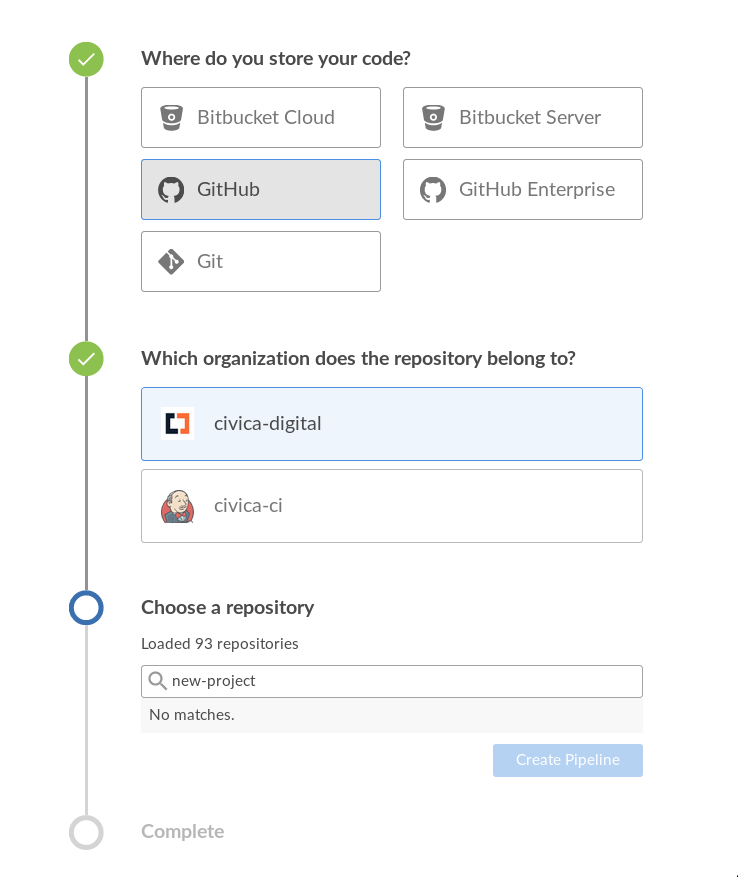 Where do you store your code?
Bitbucket Cloud
Bitbucket Server
GitHub
GitHub Enterprise
Git
Which organization does the repository belong to?
civica-digital
civica-ci
Choose a repository
Loaded 93 repositories
new-project
No matches.
Create Pipeline
Complete